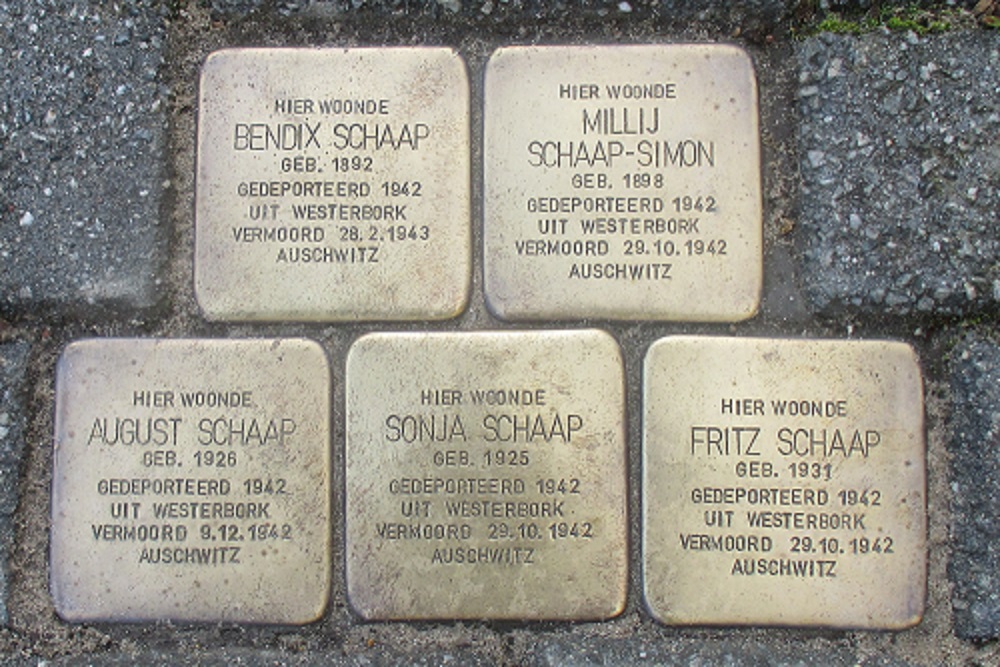 HIER WOONDE
BENDIX SCHAAP
GEB. 1892
GEDEPORTEERD 1942
UIT WESTERBORK
VERMOORD 28.2.1943
AUSCHWITZ
HIER WOONDE
MILLIJ
SCHAAP-SIMON
GEB. 1898
GEDEPORTEERD 1942
UIT WESTERBORK
VERMOORD 29.10.1942
AUSCHWITZ
HIER WOONDE
AUGUST SCHAAP
GEB. 1926
GEDEPORTEERD 1942
UIT WESTERBORK
VERMOORD 9.12.1942
AUSCHWITZ
HIER WOONDE
SONJA SCHAAP
GEB. 1925
GEDEPORTEERD 1942
UIT WESTERBORK
VERMOORD 29.10.1942
AUSCHWITZ
HIER WOONDE
FRITZ SCHAAP
GEB. 1931
GEDEPORTEERD 1942
UIT WESTERBORK
VERMOORD 29.10.1942
AUSCHWITZ